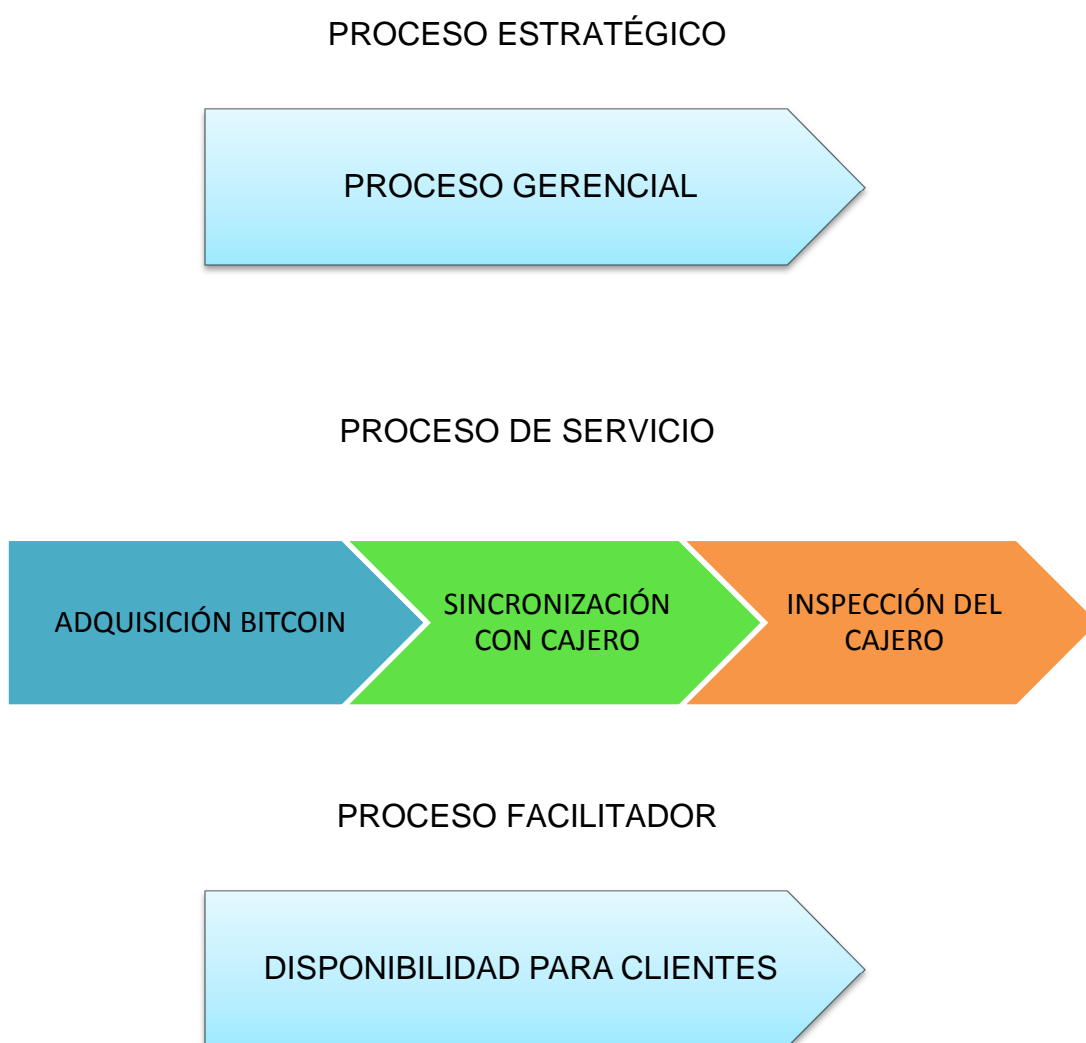 PROCESO ESTRATÉGICO
PROCESO GERENCIAL
PROCESO DE SERVICIO
ADQUISICIÓN BITCOIN
SINCRONIZACIÓN
CON CAJERO
INSPECCIÓN DEL
CAJERO
PROCESO FACILITADOR
DISPONIBILIDAD PARA CLIENTES